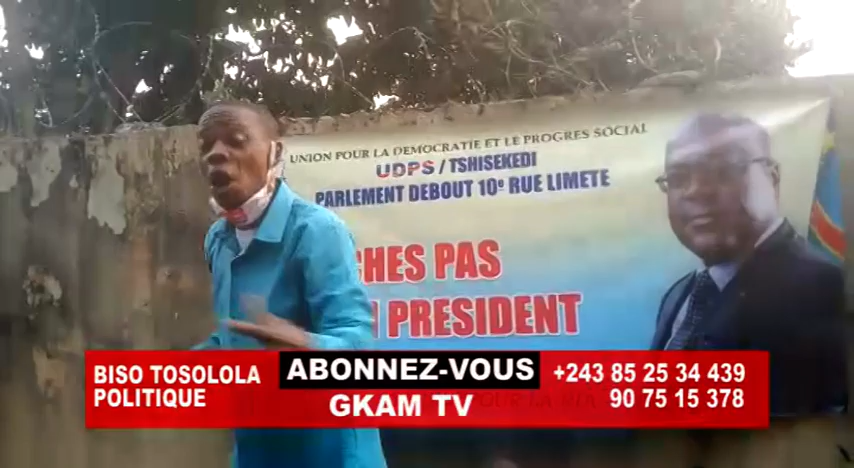 UNION POUR LA DEMOCRATIE ET LE PROGRES SOCIAL
UDPS / TSHISEKEDI
PARLEMENT DEBOUT 10e RUE LIMETE
CHES PAS
PRESIDENT
BISO TOSOLOLA
POLITIQUE
ABONNEZ-VOUS
GKAM TV
+243 85 25 34 439
90 75 15 378